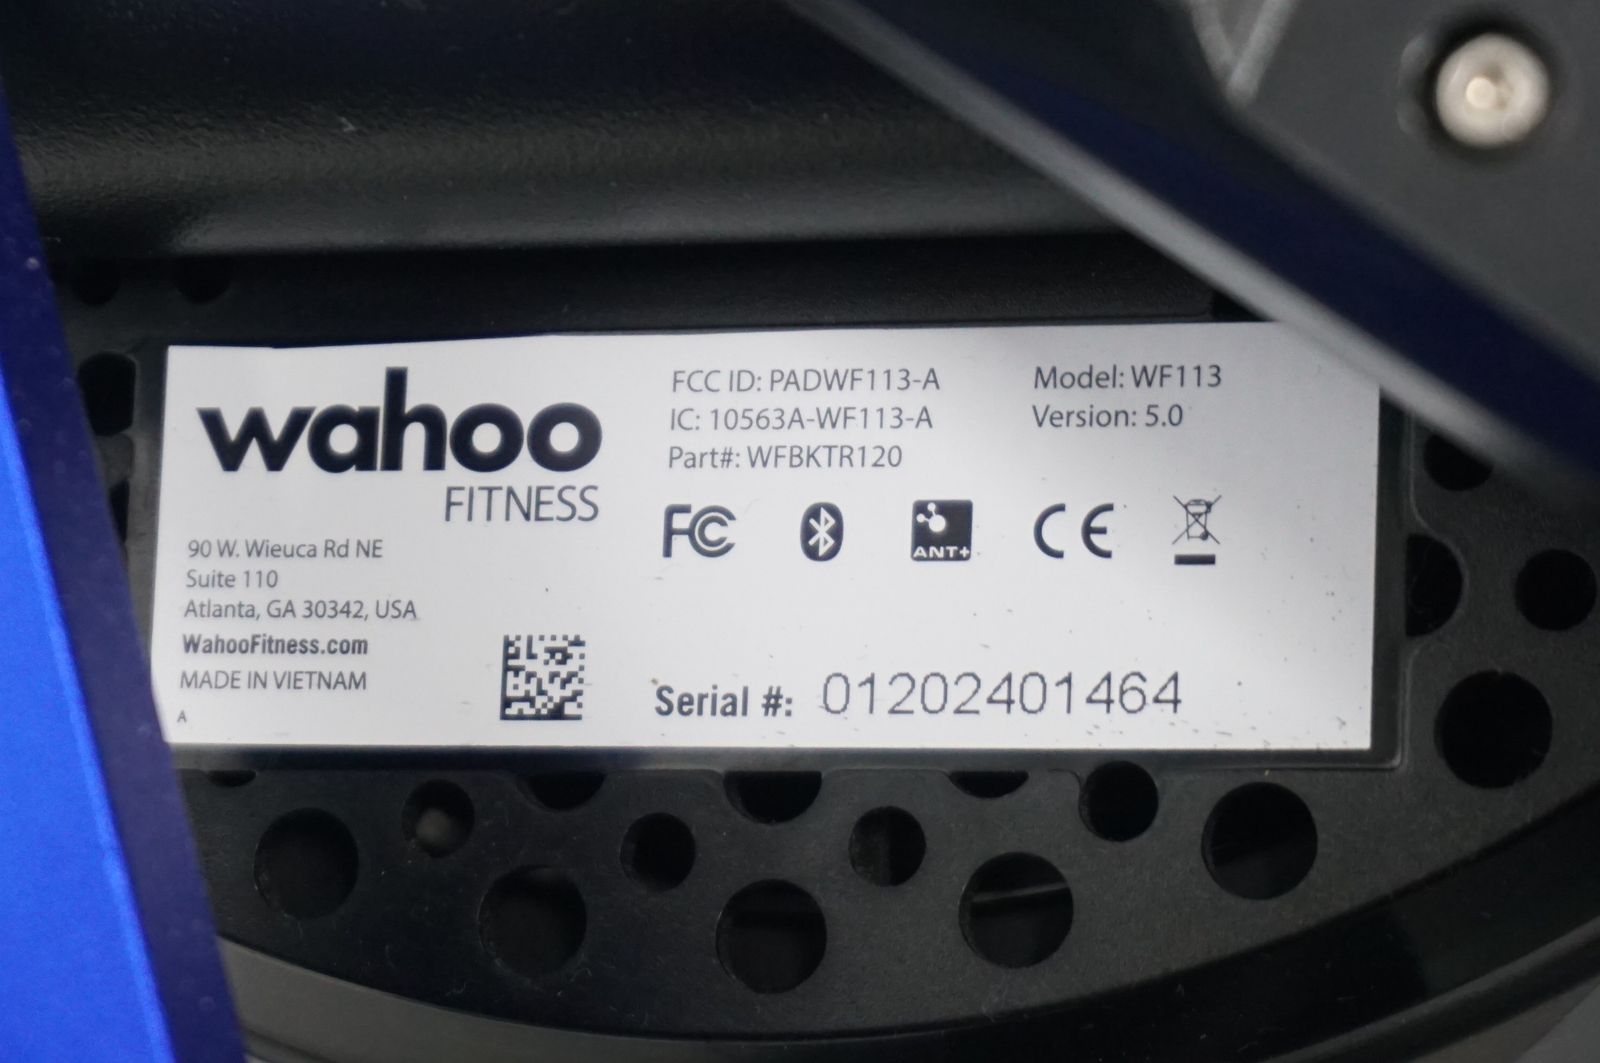 wahoo
FITNESS
90 W. Wieuca Rd NE
Suite 110
Atlanta, GA 30342, USA
WahooFitness.com
MADE IN VIETNAM
A
FCC ID: PADWF113-A
IC: 10563A-WF113-A
Part#: WFBKTR120
Model: WF113
Version: 5.0
FC
ANT+
CE
Serial #: 01202401464